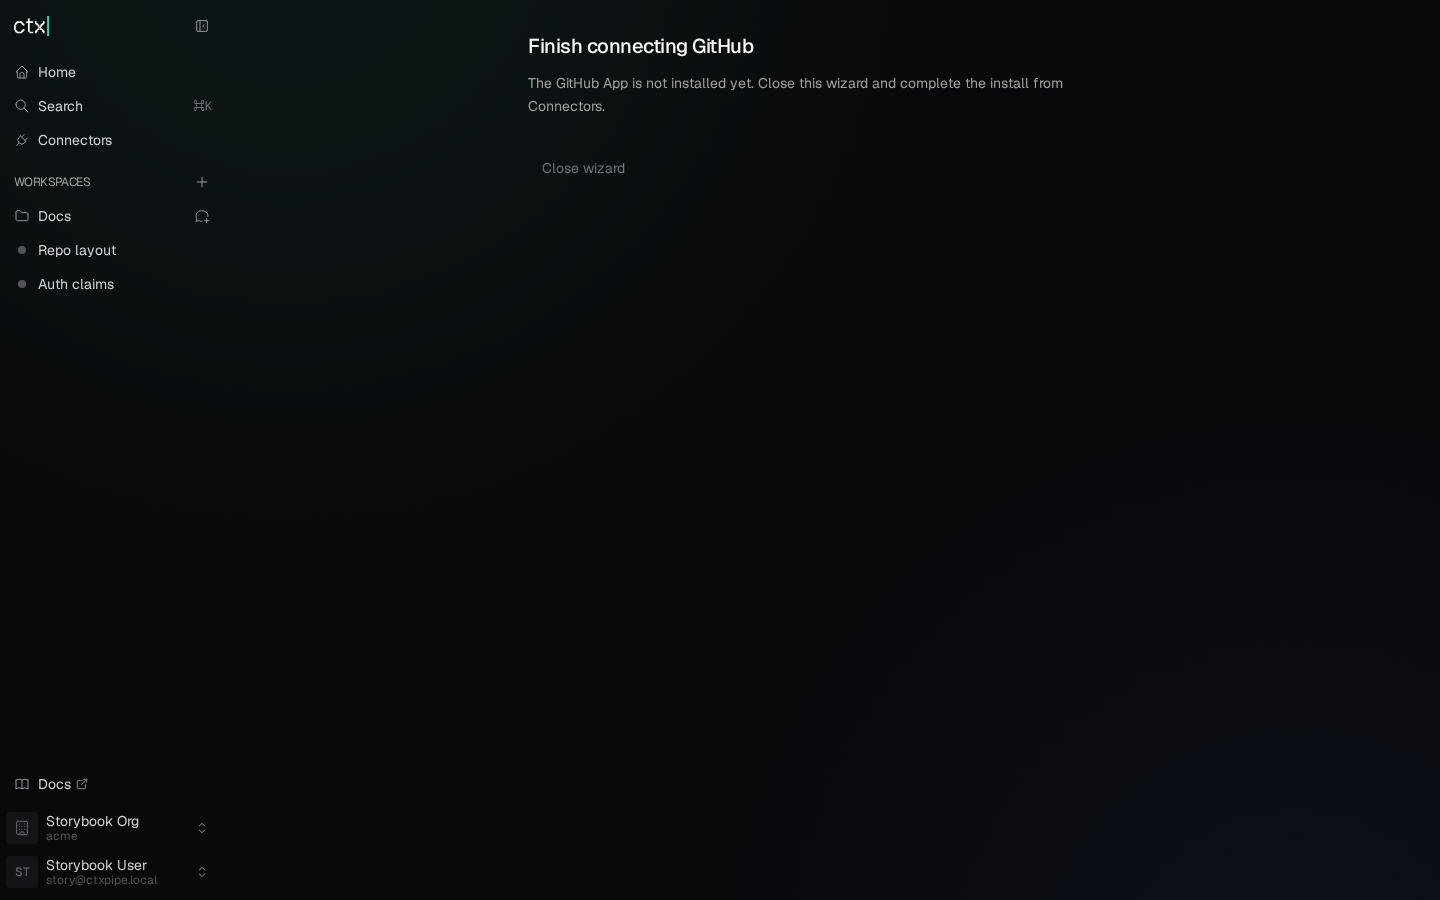 ctx
Home
Search ⌘K
Connectors
WORKSPACES
Docs
Repo layout
Auth claims
Finish connecting GitHub
The GitHub App is not installed yet. Close this wizard and complete the install from
Connectors.
Close wizard
Docs
Storybook Org
acme
ST
Storybook User
story@ctxpipe.local